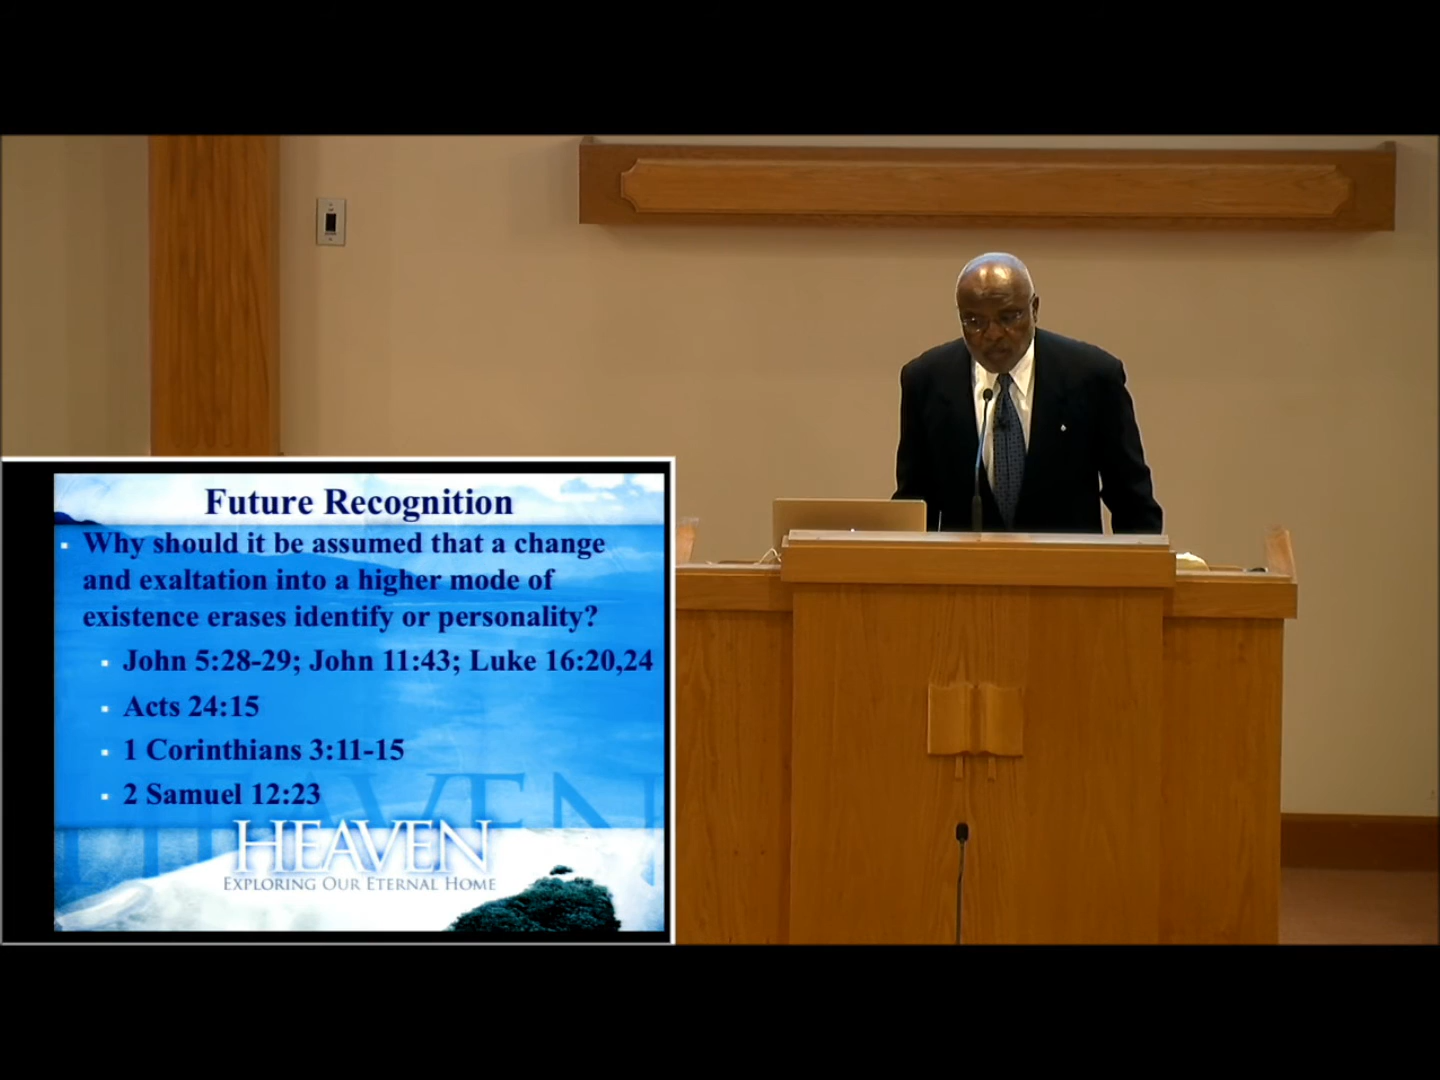 Future Recognition
Why should it be assumed that a change
and exaltation into a higher mode of
existence erases identify or personality?
John 5:28-29; John 11:43; Luke 16:20,24
Acts 24:15
1 Corinthians 3:11-15
2 Samuel 12:23
HEAVEN
HEAVEN
EXPLORING OUR ETERNAL HOME